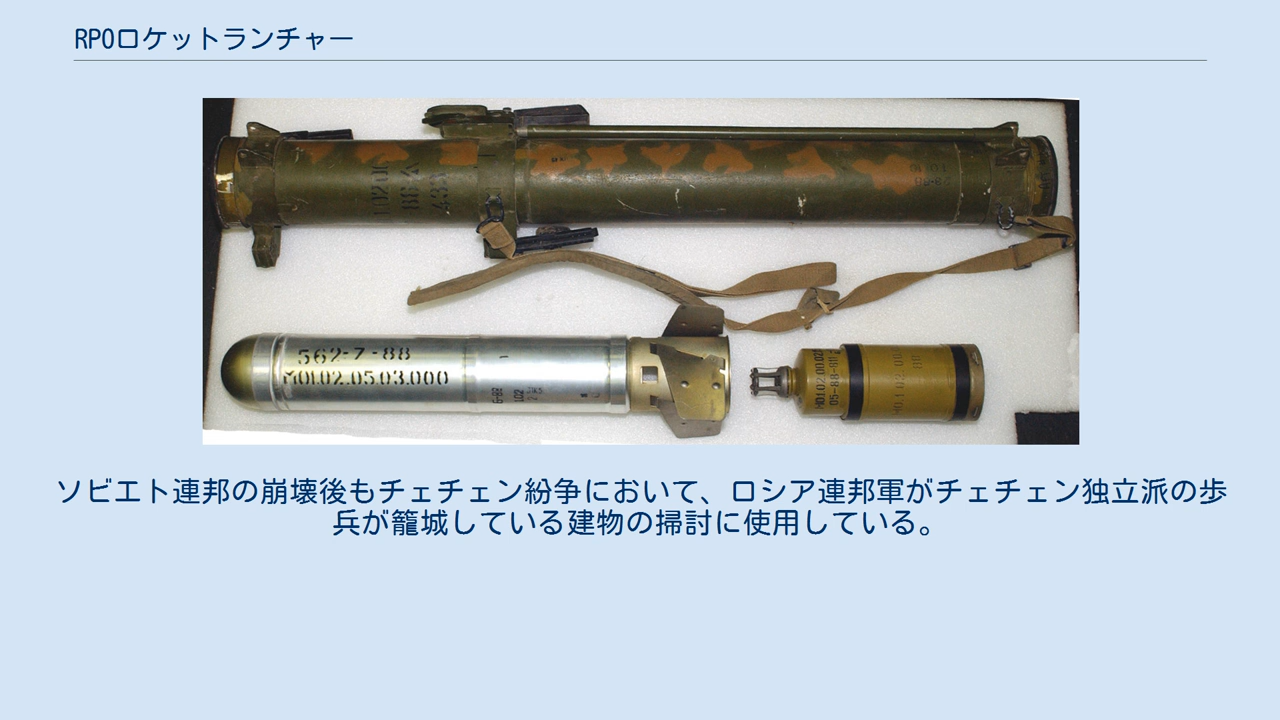 RPOロケットランチャー
562-7-88
M01.02.05.03.000
ソビエト連邦の崩壊後もチェチェン紛争において、ロシア連邦軍がチェチェン独立派の歩
兵が籠城している建物の掃討に使用している。